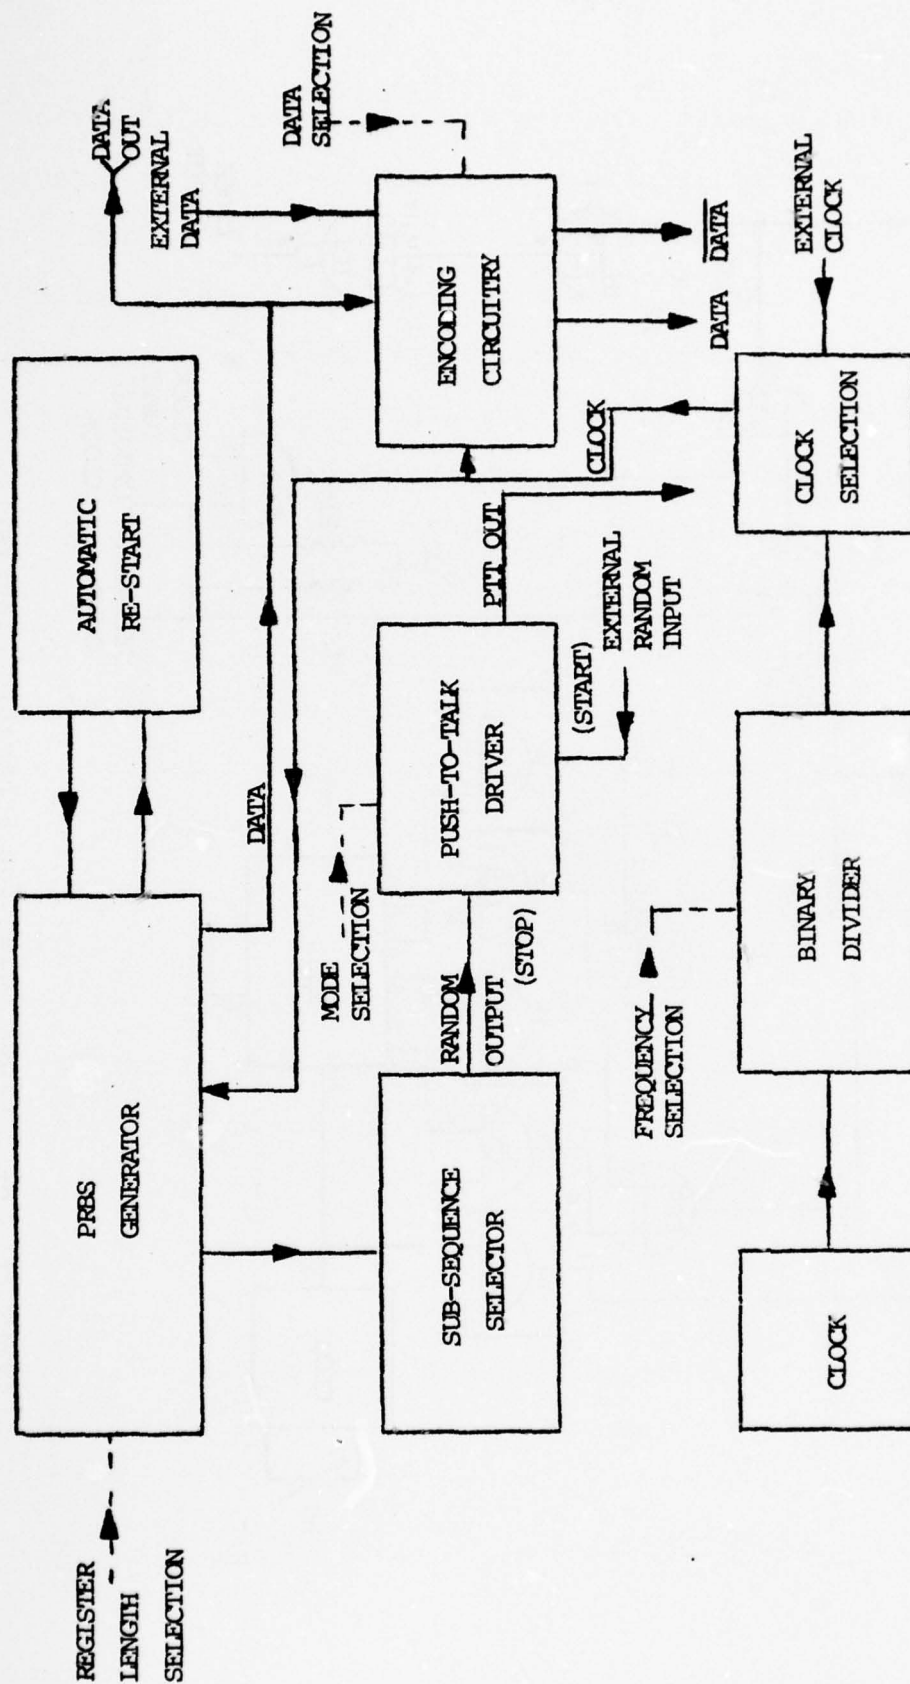 REGISTER
LENGTH
SELECTION
PRBS
GENERATOR
AUTOMATIC
RE-START
DATA
DATA
OUT
EXTERNAL
DATA
DATA
SELECTION
MODE
SELECTION
SUB-SEQUENCE
SELECTOR
RANDOM
OUTPUT
(STOP)
PUSH-TO-TALK
DRIVER
(START)
EXTERNAL
RANDOM
INPUT
PTT OUT
CLOCK
ENCODING
CIRCUITRY
DATA
DATA
FREQUENCY
SELECTION
CLOCK
BINARY
DIVIDER
CLOCK
SELECTION
EXTERNAL
CLOCK